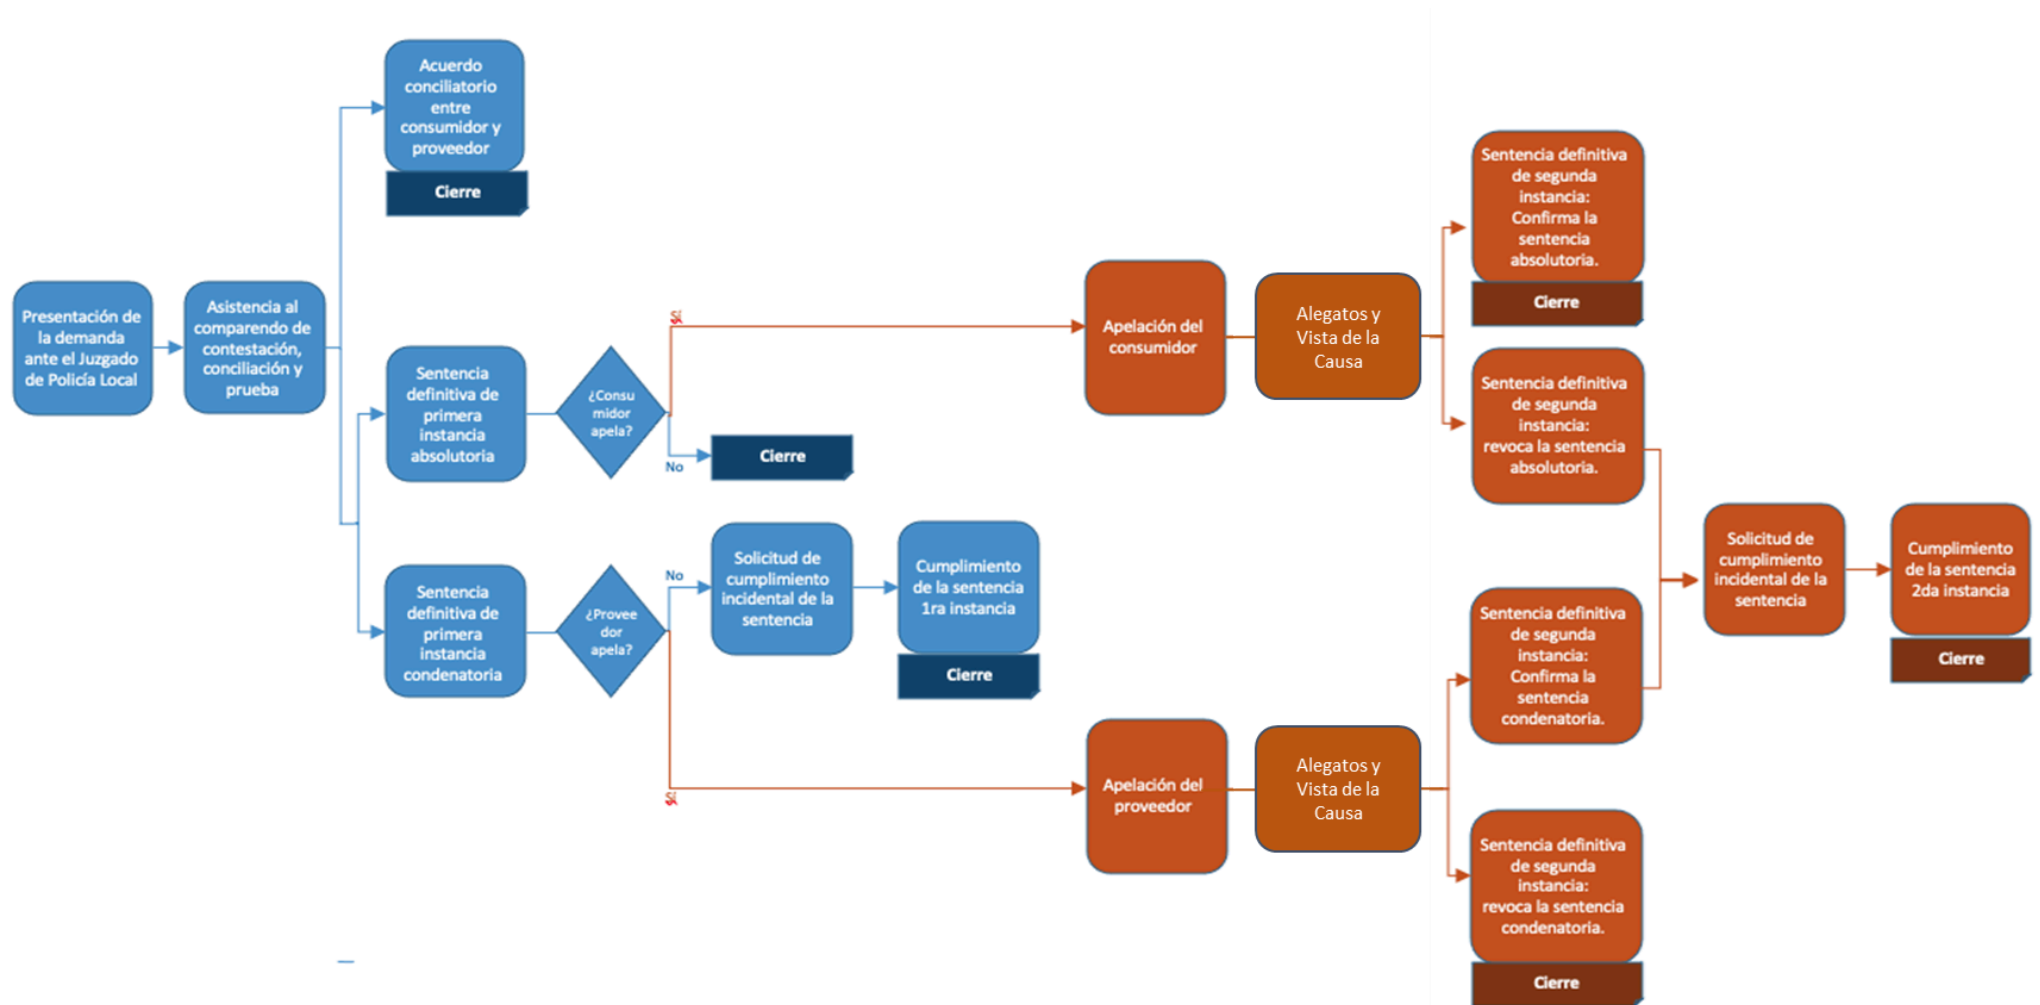 Acuerdo
conciliatorio
entre
consumidor y
proveedor
Cierre
Presentación de
la demanda
ante el Juzgado
de Policía Local
Asistencia al
comparendo de
contestación,
conciliación y
prueba
Sentencia
definitiva de
primera
instancia
absolutoria
¿Consu
midor
apela?
Sí
No
Cierre
Apelación del
consumidor
Alegatos y
Vista de la
Causa
Sentencia definitiva
de segunda
instancia:
Confirma la
sentencia
absolutoria.
Cierre
Sentencia definitiva
de segunda
instancia:
revoca la sentencia
absolutoria.
Sentencia
definitiva de
primera
instancia
condenatoria
¿Provee
dor
apela?
No
Solicitud de
cumplimiento
incidental de la
sentencia
Cumplimiento
de la sentencia
1ra instancia
Cierre
Sí
Apelación del
proveedor
Alegatos y
Vista de la
Causa
Sentencia definitiva
de segunda
instancia:
Confirma la
sentencia
condenatoria.
Sentencia definitiva
de segunda
instancia:
revoca la sentencia
condenatoria.
Cierre
Solicitud de
cumplimiento
incidental de la
sentencia
Cumplimiento
de la sentencia
2da instancia
Cierre